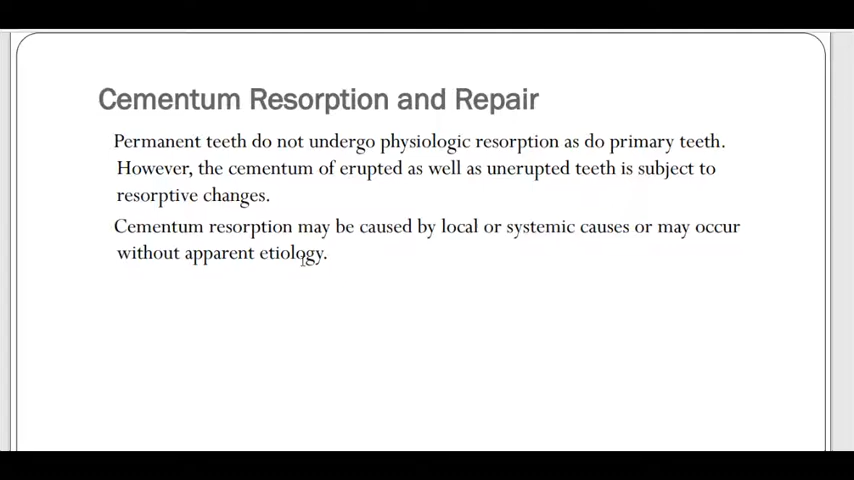 Cementum Resorption and Repair
Permanent teeth do not undergo physiologic resorption as do primary teeth.
However, the cementum of erupted as well as unerupted teeth is subject to
resorptive changes.
Cementum resorption may be caused by local or systemic causes or may occur
without apparent etiology.